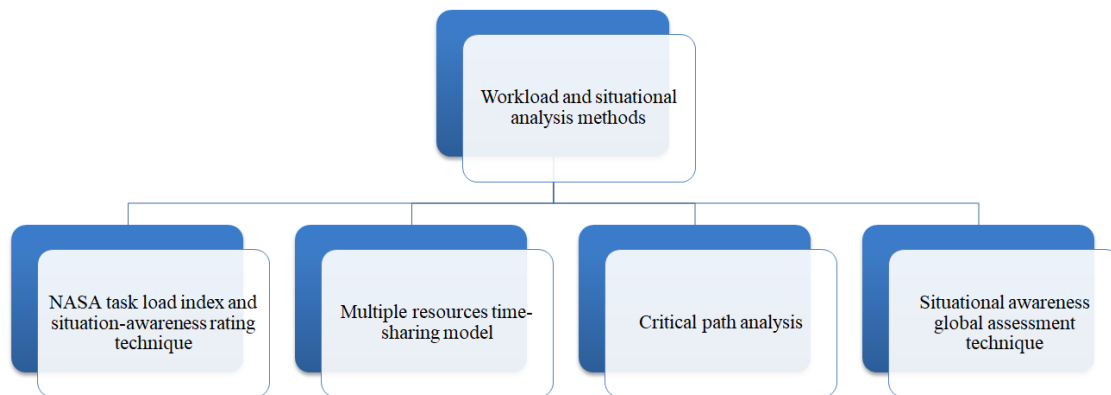 Workload and situational
analysis methods
NASA task load index and
situation-awareness rating
technique
Multiple resources time-
sharing model
Critical path analysis
Situational awareness
global assessment
technique